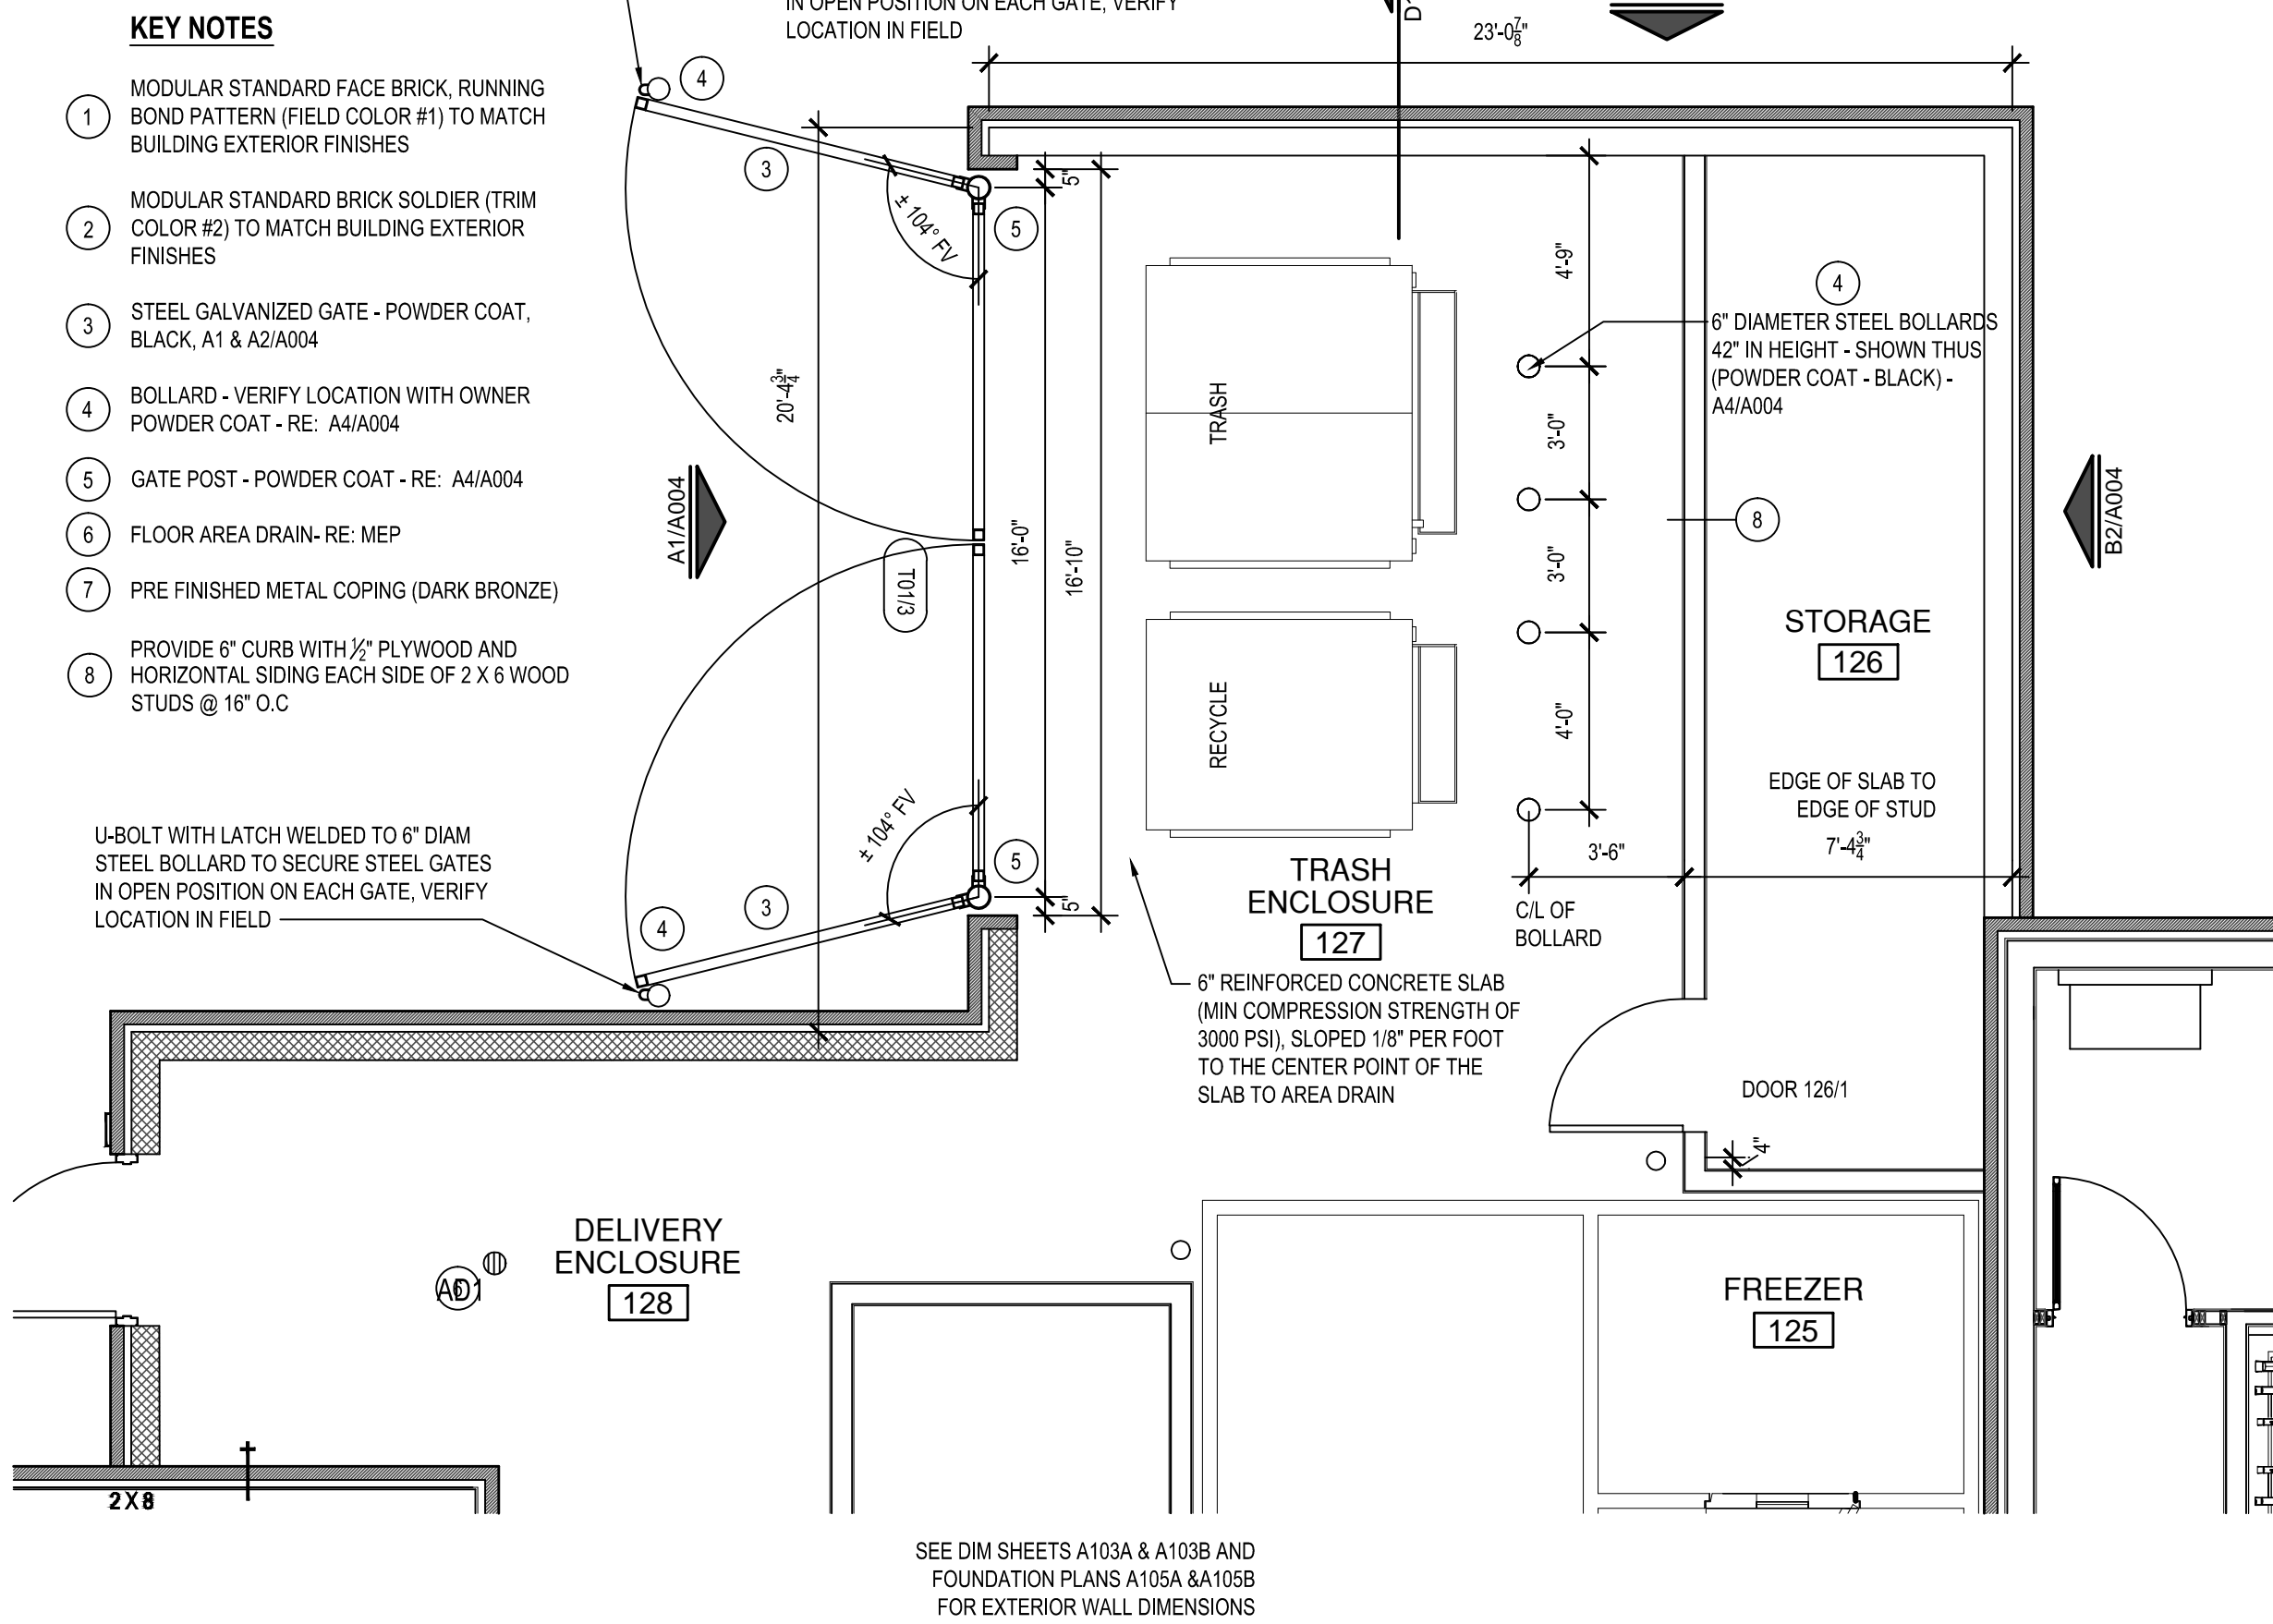 KEY NOTES
1
MODULAR STANDARD FACE BRICK, RUNNING
BOND PATTERN (FIELD COLOR #1) TO MATCH
BUILDING EXTERIOR FINISHES
2
MODULAR STANDARD BRICK SOLDIER (TRIM
COLOR #2) TO MATCH BUILDING EXTERIOR
FINISHES
3
STEEL GALVANIZED GATE - POWDER COAT,
BLACK, A1 & A2/A004
4
BOLLARD - VERIFY LOCATION WITH OWNER
POWDER COAT - RE: A4/A004
5
GATE POST - POWDER COAT - RE: A4/A004
6
FLOOR AREA DRAIN- RE: MEP
7
PRE FINISHED METAL COPING (DARK BRONZE)
8
PROVIDE 6" CURB WITH ½" PLYWOOD AND
HORIZONTAL SIDING EACH SIDE OF 2 X 6 WOOD
STUDS @ 16" O.C
U-BOLT WITH LATCH WELDED TO 6" DIAM
STEEL BOLLARD TO SECURE STEEL GATES
IN OPEN POSITION ON EACH GATE, VERIFY
LOCATION IN FIELD
IN OPEN POSITION ON EACH GATE, VERIFY
LOCATION IN FIELD
23'-0⅞"
4
3
± 104° FV
5
5"
20'-4¾"
A1/A004
T01/3
16'-0"
16'-10"
± 104° FV
5
5"
3
4
TRASH
RECYCLE
4'-9"
3'-0"
3'-0"
4'-0"
4
6" DIAMETER STEEL BOLLARDS
42" IN HEIGHT - SHOWN THUS
(POWDER COAT - BLACK) -
A4/A004
8
B2/A004
STORAGE
126
EDGE OF SLAB TO
EDGE OF STUD
7'-4¾"
3'-6"
C/L OF
BOLLARD
TRASH
ENCLOSURE
127
6" REINFORCED CONCRETE SLAB
(MIN COMPRESSION STRENGTH OF
3000 PSI), SLOPED 1/8" PER FOOT
TO THE CENTER POINT OF THE
SLAB TO AREA DRAIN
DOOR 126/1
4"
DELIVERY
ENCLOSURE
128
AD1
6
FREEZER
125
2 X 8
SEE DIM SHEETS A103A & A103B AND
FOUNDATION PLANS A105A &A105B
FOR EXTERIOR WALL DIMENSIONS